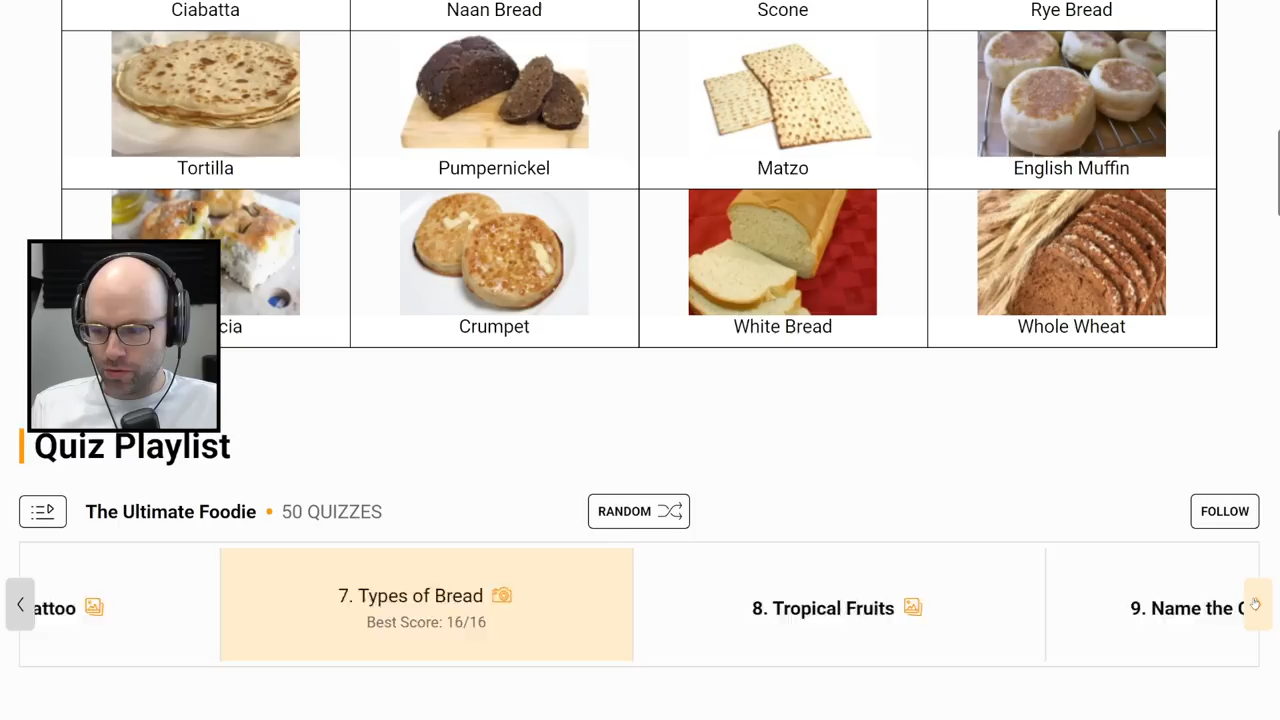 Ciabatta Naan Bread Scone Rye Bread
Tortilla Pumpernickel Matzo English Muffin
cia Crumpet White Bread Whole Wheat
Quiz Playlist
The Ultimate Foodie • 50 QUIZZES RANDOM FOLLOW
attoo 7. Types of Bread 8. Tropical Fruits 9. Name the
Best Score: 16/16